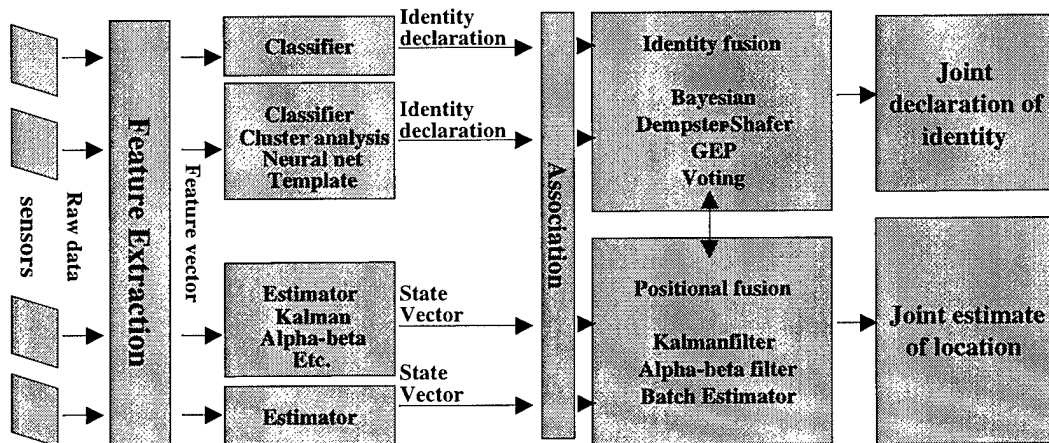 sensors
Raw data
Feature Extraction
Feature vector
Classifier
Identity
declaration
Classifier
Cluster analysis
Neural net
Template
Identity
declaration
Estimator
Kalman
Alpha-beta
Etc.
State
Vector
Estimator
State
Vector
Association
Identity fusion
Bayesian
Dempster-Shafer
GEP
Voting
Positional fusion
Kalmanfilter
Alpha-beta filter
Batch Estimator
Joint
declaration of
identity
Joint estimate
of location